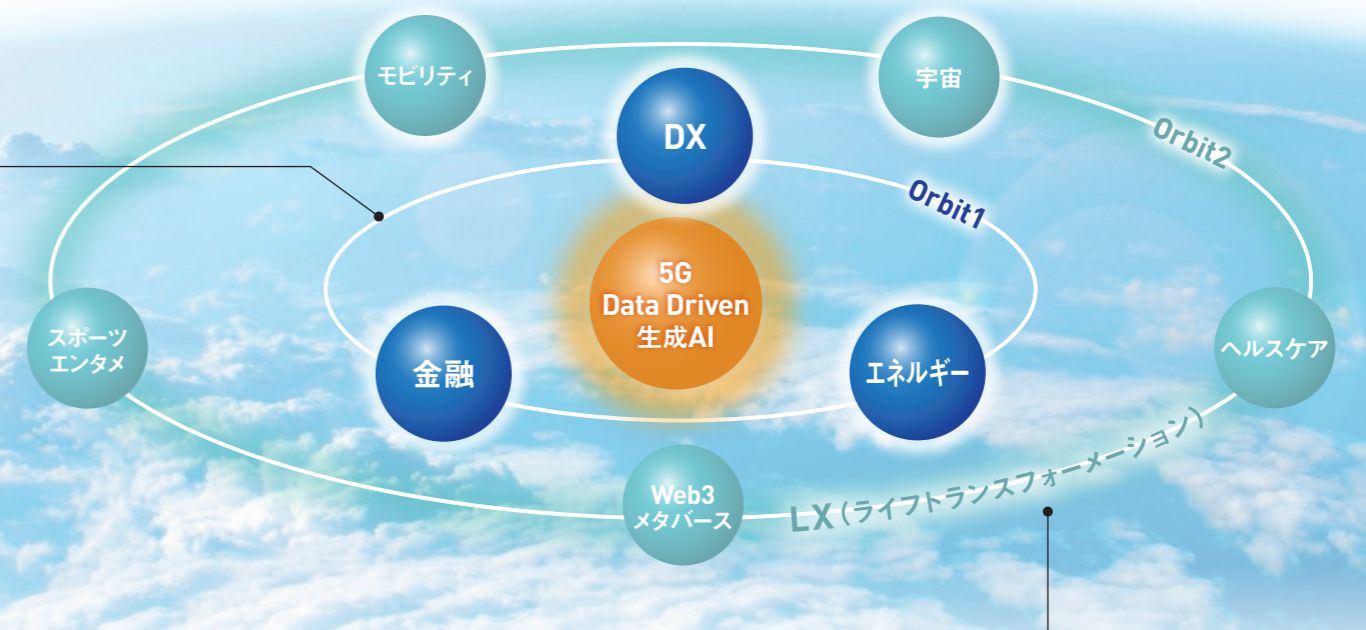 モビリティ
宇宙
DX
Orbit2
Orbit1
5G
Data Driven
生成AI
スポーツ
エンタメ
金融
エネルギー
ヘルスケア
Web3
メタバース
LX（ライフトランスフォーメーション）